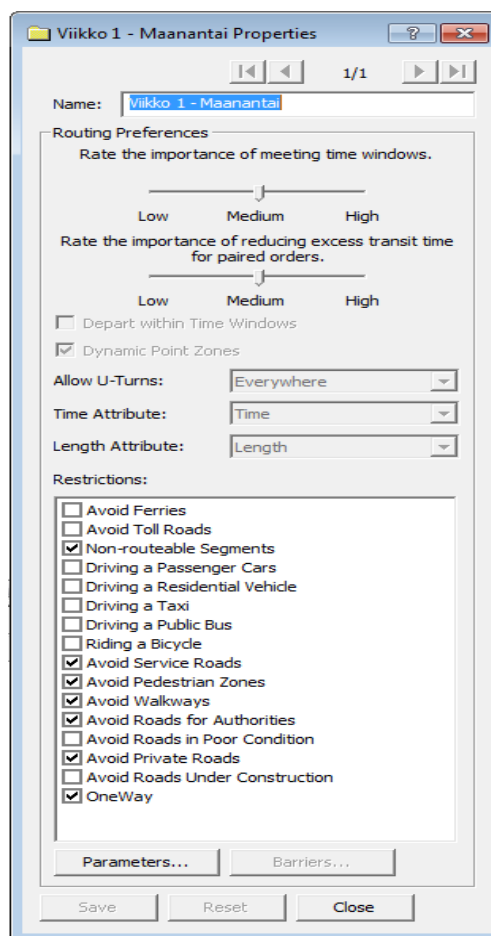 Viikko 1 - Maanantai Properties
1/1
Name: Viikko 1 - Maanantai
Routing Preferences
Rate the importance of meeting time windows.
Low Medium High
Rate the importance of reducing excess transit time
for paired orders.
Low Medium High
Depart within Time Windows
Dynamic Point Zones
Allow U-Turns: Everywhere
Time Attribute: Time
Length Attribute: Length
Restrictions:
Avoid Ferries
Avoid Toll Roads
Non-routeable Segments
Driving a Passenger Cars
Driving a Residential Vehicle
Driving a Taxi
Driving a Public Bus
Riding a Bicycle
Avoid Service Roads
Avoid Pedestrian Zones
Avoid Walkways
Avoid Roads for Authorities
Avoid Roads in Poor Condition
Avoid Private Roads
Avoid Roads Under Construction
OneWay
Parameters... Barriers...
Save Reset Close